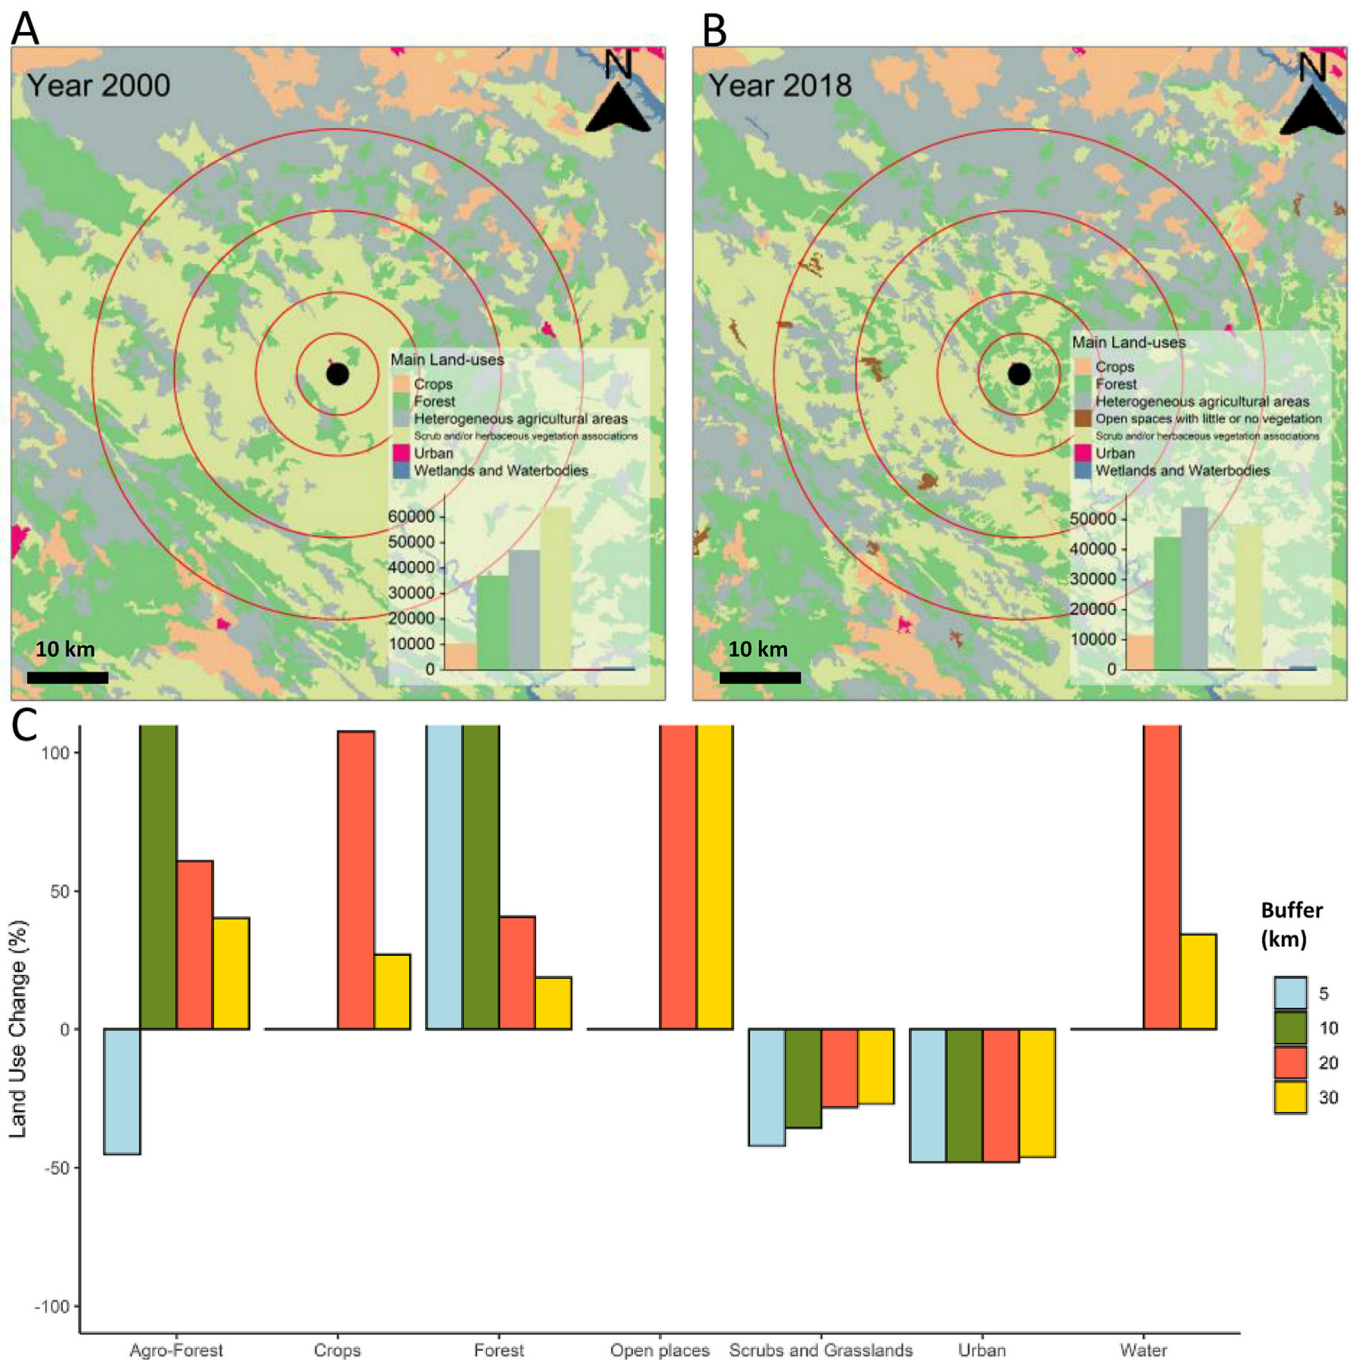 A
Year 2000
N
Main Land-uses
Crops
Forest
Heterogeneous agricultural areas
Scrub and/or herbaceous vegetation associations
Urban
Wetlands and Waterbodies
60000
50000
40000
30000
20000
10000
0
10 km
B
Year 2018
N
Main Land-uses
Crops
Forest
Heterogeneous agricultural areas
Open spaces with little or no vegetation
Scrub and/or herbaceous vegetation associations
Urban
Wetlands and Waterbodies
50000
40000
30000
20000
10000
0
10 km
C
Land Use Change (%)
100
50
0
-50
-100
Agro-Forest
Crops
Forest
Open places
Scrubs and Grasslands
Urban
Water
Buffer
(km)
5
10
20
30